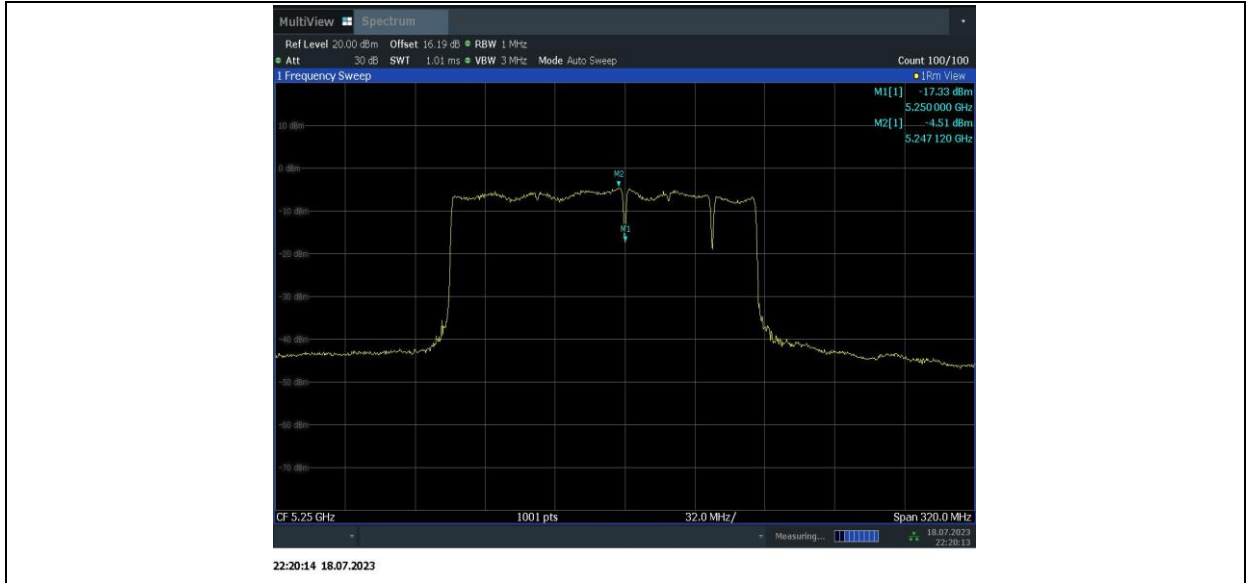 MultiView Spectrum
Ref Level 20.00 dBm Offset 16.19 dB RBW 1 MHz
Att 30 dB SWT 1.01 ms VBW 3 MHz Mode Auto Sweep Count 100/100
1 Frequency Sweep 1Rm View
M1[1] -17.33 dBm
5.250 000 GHz
10 dBm
M2[1] -4.51 dBm
5.247 120 GHz
0 dBm
M2
-10 dBm
M1
-20 dBm
-30 dBm
-40 dBm
-50 dBm
-60 dBm
-70 dBm
CF 5.25 GHz 1001 pts 32.0 MHz/ Span 320.0 MHz
Measuring... 18.07.2023
22:20:13
22:20:14 18.07.2023